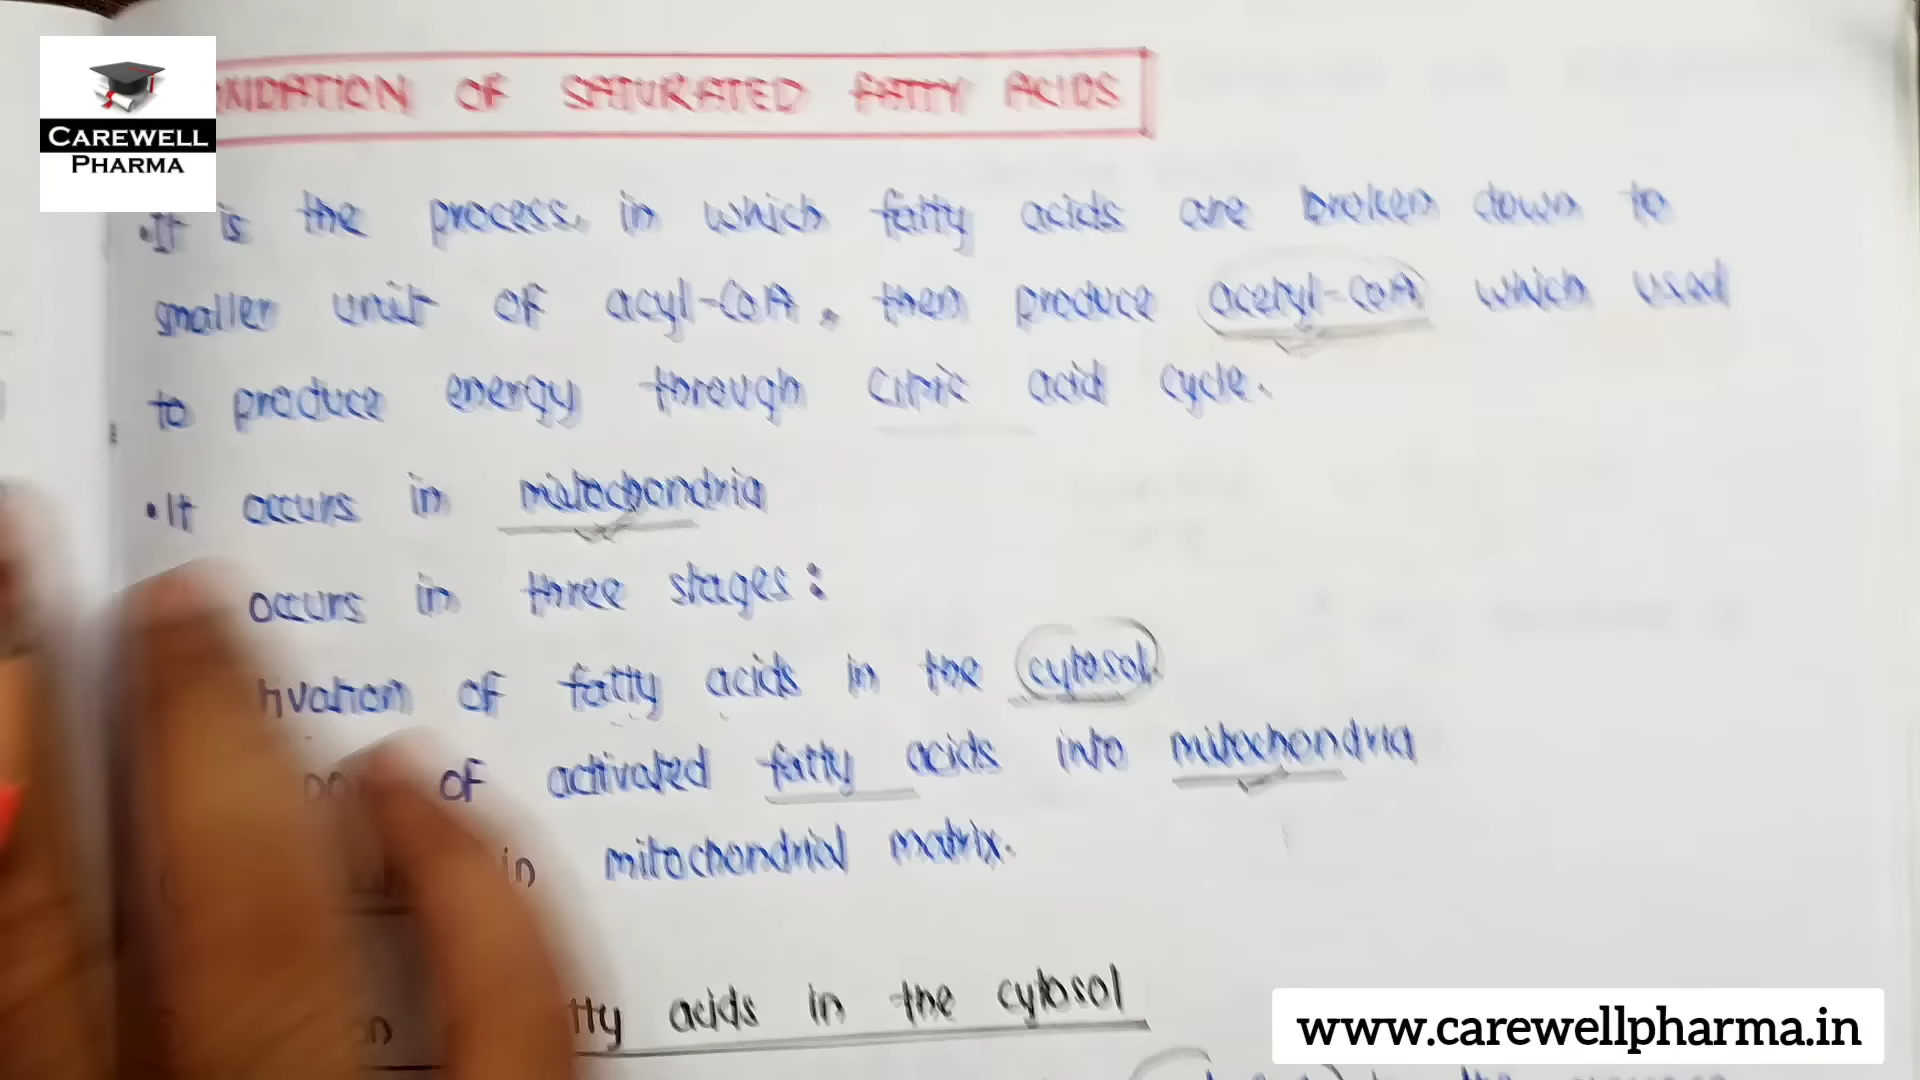 CAREWELL
PHARMA
OXIDATION OF SATURATED FATTY ACIDS
•It is the process. in which fatty acids are broken down to
smaller unit of acyl-CoA. then produce acetyl-CoA which used
to produce energy through citric acid cycle.
•It occurs in mitochondria
occurs in three stages:
tivation of fatty acids in the cytosol.
of activated fatty acids into mitochondria
in mitochondrial matrix.
tty acids in the cytosol
www.carewellpharma.in